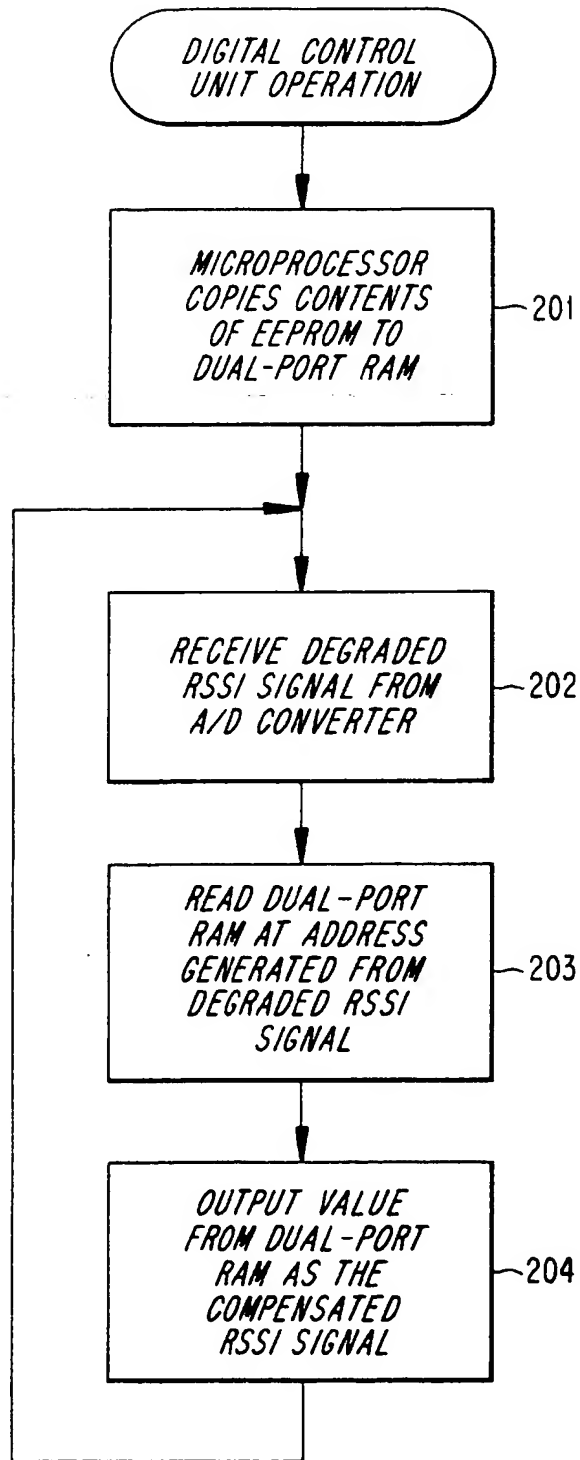 DIGITAL CONTROL
UNIT OPERATION
MICROPROCESSOR
COPIES CONTENTS
OF EEPROM TO
DUAL-PORT RAM
201
RECEIVE DEGRADED
RSSI SIGNAL FROM
A/D CONVERTER
202
READ DUAL-PORT
RAM AT ADDRESS
GENERATED FROM
DEGRADED RSSI
SIGNAL
203
OUTPUT VALUE
FROM DUAL-PORT
RAM AS THE
COMPENSATED
RSSI SIGNAL
204